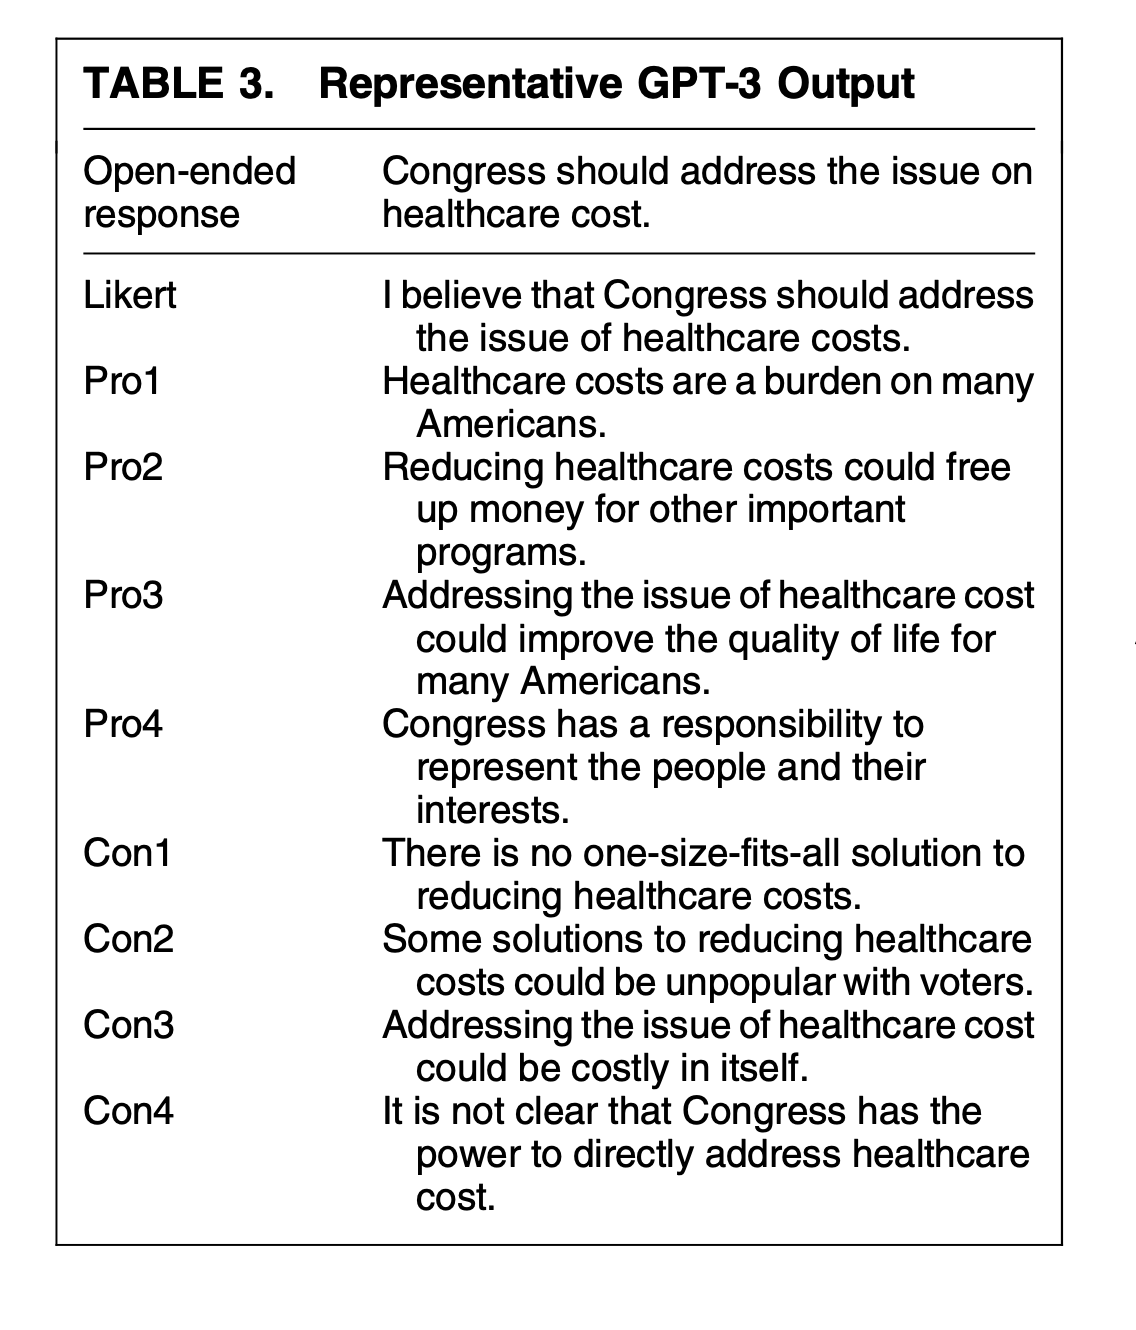 TABLE 3. Representative GPT-3 Output
Open-ended response Congress should address the issue on
healthcare cost.
Likert I believe that Congress should address
the issue of healthcare costs.
Pro1 Healthcare costs are a burden on many
Americans.
Pro2 Reducing healthcare costs could free
up money for other important
programs.
Pro3 Addressing the issue of healthcare cost
could improve the quality of life for
many Americans.
Pro4 Congress has a responsibility to
represent the people and their
interests.
Con1 There is no one-size-fits-all solution to
reducing healthcare costs.
Con2 Some solutions to reducing healthcare
costs could be unpopular with voters.
Con3 Addressing the issue of healthcare cost
could be costly in itself.
Con4 It is not clear that Congress has the
power to directly address healthcare
cost.